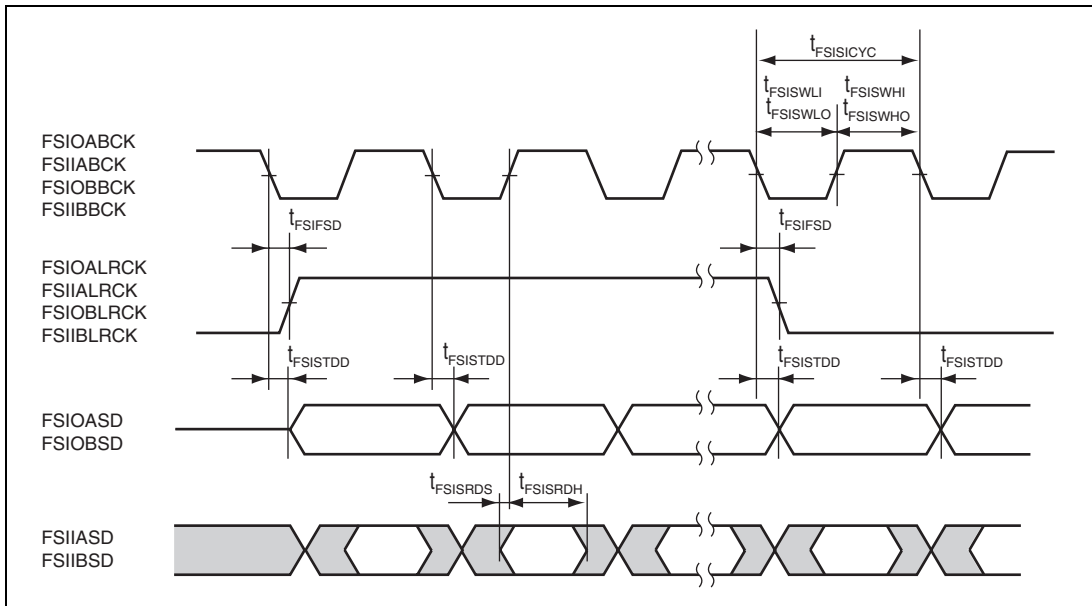 tFSISICYC
tFSISWLI tFSISWHI
tFSISWLO tFSISWHO
FSIOABCK
FSIIABCK
FSIOBBCK
FSIIBBCK
tFSIFSD tFSIFSD
FSIOALRCK
FSIIALRCK
FSIOBLRCK
FSIIBLRCK
tFSISTDD tFSISTDD tFSISTDD tFSISTDD
FSIOASD
FSIOBSD
tFSISRDS tFSISRDH
FSIIASD
FSIIBSD